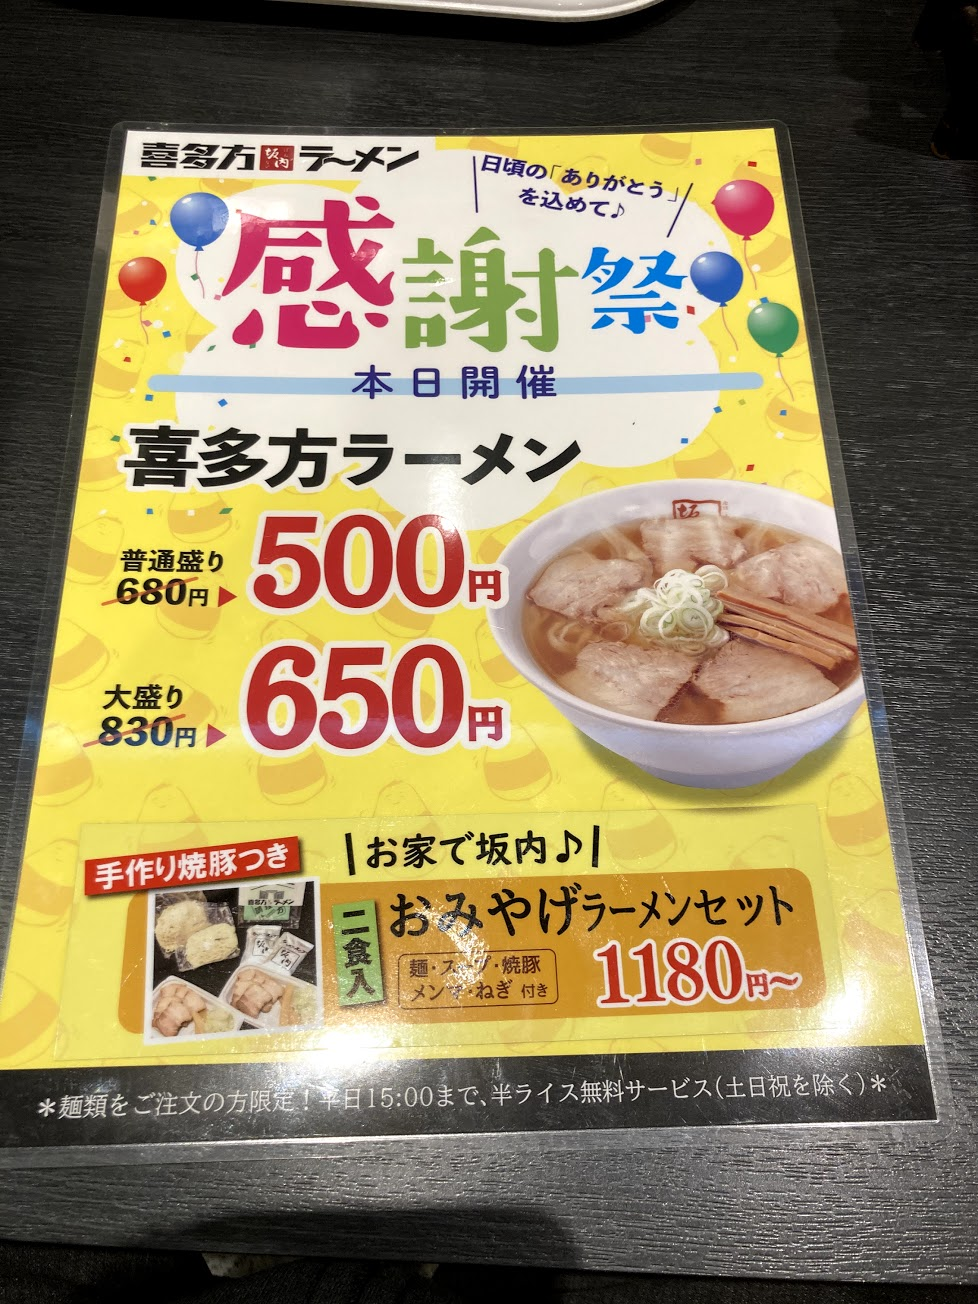 喜多方坂内ラーメン
日頃の「ありがとう」
を込めて♪
感謝祭
本日開催
喜多方ラーメン
普通盛り
680円▶500円
大盛り
830円▶650円
手作り焼豚つき
お家で坂内♪
二食入
おみやげラーメンセット
麺・スープ・焼豚
メンマ・ねぎ 付き
1180円~
*麺類をご注文の方限定!平日15:00まで、半ライス無料サービス(土日祝を除く)*